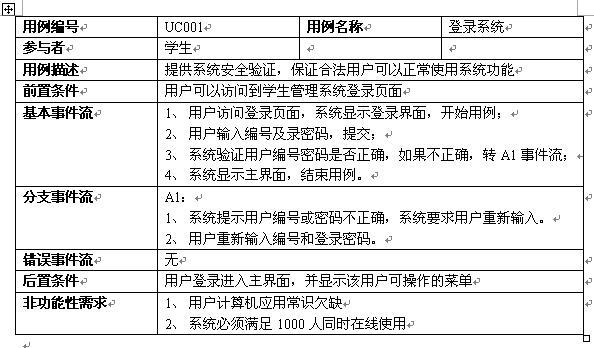 用例编号 UC001 用例名称 登录系统
参与者 学生
用例描述 提供系统安全验证，保证合法用户可以正常使用系统功能
前置条件 用户可以访问到学生管理系统登录页面
基本事件流 1、 用户访问登录页面，系统显示登录界面，开始用例；
2、 用户输入编号及录密码，提交；
3、 系统验证用户编号密码是否正确，如果不正确，转 A1 事件流；
4、 系统显示主界面，结束用例。
分支事件流 A1：
1、 系统提示用户编号或密码不正确，系统要求用户重新输入。
2、 用户重新输入编号和登录密码。
错误事件流 无
后置条件 用户登录进入主界面，并显示该用户可操作的菜单
非功能性需求 1、 用户计算机应用常识欠缺
2、 系统必须满足 1000 人同时在线使用